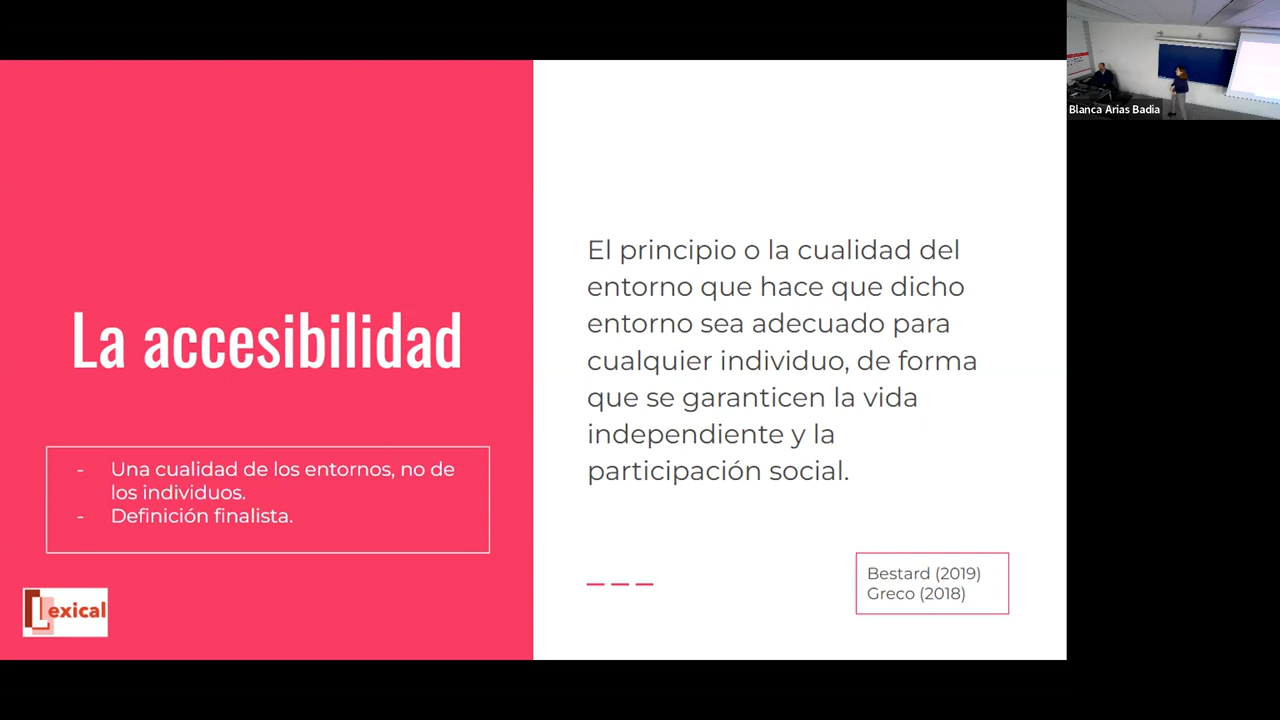 La accesibilidad
- Una cualidad de los entornos, no de
los individuos.
- Definición finalista.
Lexical
El principio o la cualidad del
entorno que hace que dicho
entorno sea adecuado para
cualquier individuo, de forma
que se garanticen la vida
independiente y la
participación social.
Bestard (2019)
Greco (2018)
Blanca Arias Badia